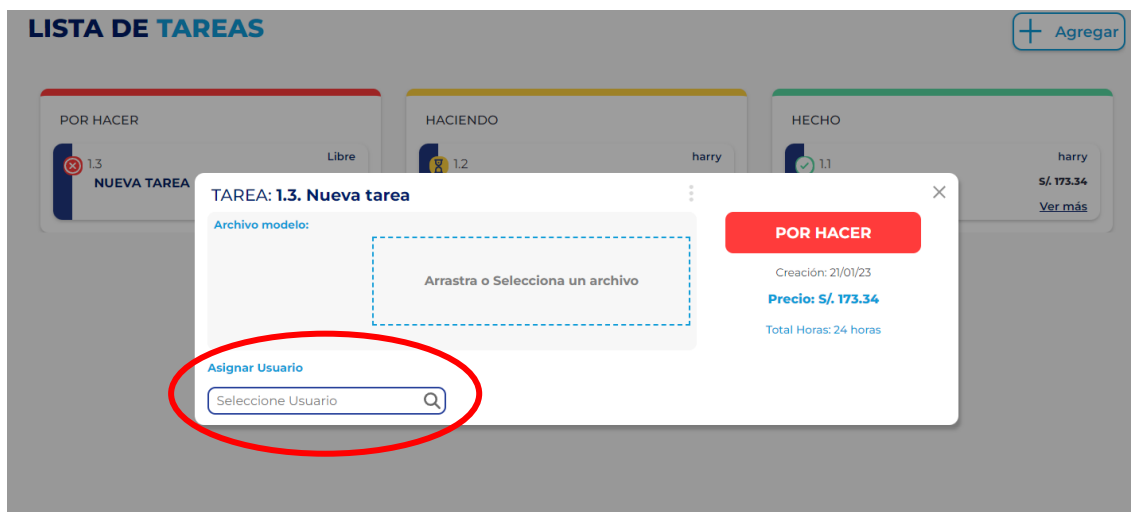 LISTA DE TAREAS
Agregar
POR HACER
1.3
Libre
NUEVA TAREA
HACIENDO
1.2
harry
HECHO
1.1
harry
S/. 173.34
Ver más
TAREA: 1.3. Nueva tarea
Archivo modelo:
Arrastra o Selecciona un archivo
POR HACER
Creación: 21/01/23
Precio: S/. 173.34
Total Horas: 24 horas
Asignar Usuario
Seleccione Usuario